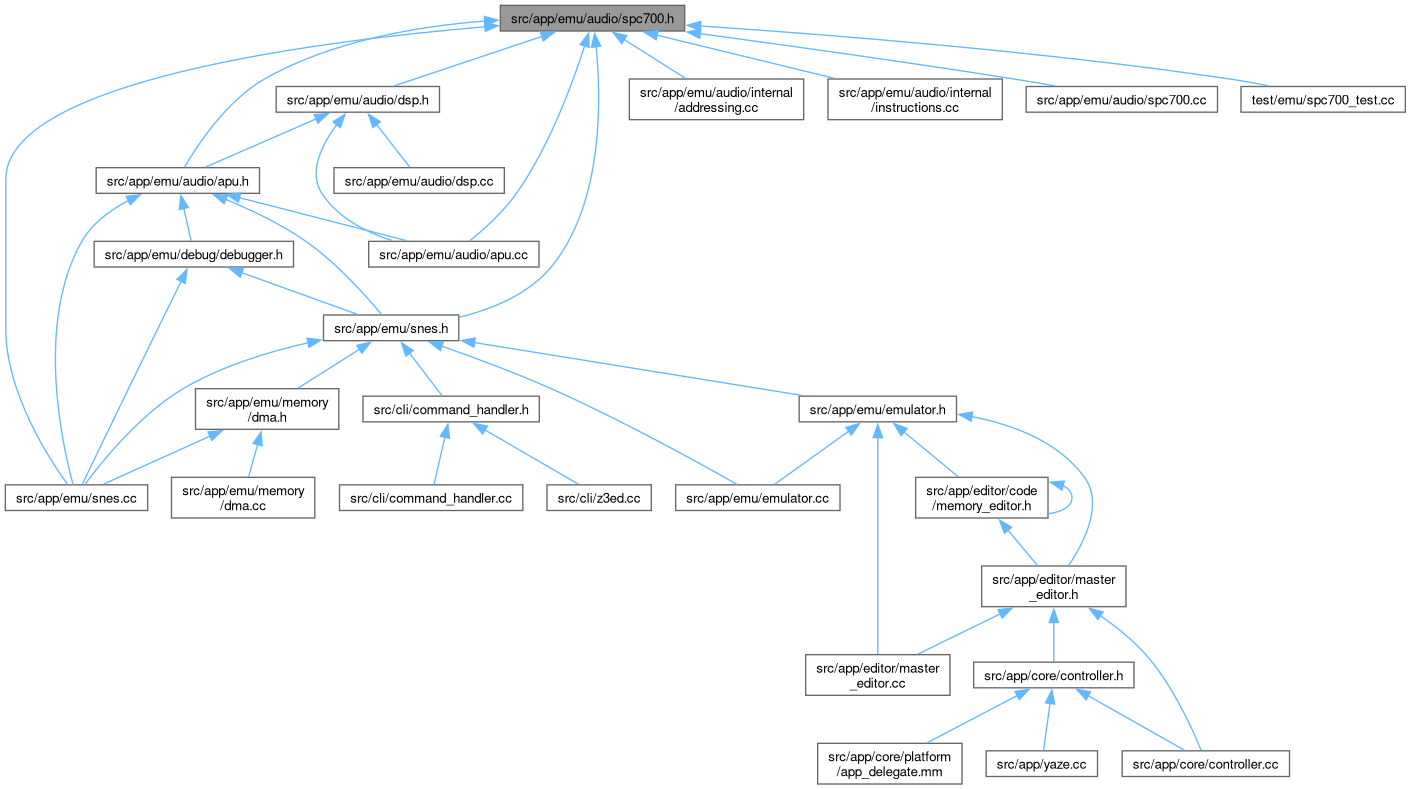 src/app/emu/audio/spc700.h
src/app/emu/audio/dsp.h
src/app/emu/audio/internal
/addressing.cc
src/app/emu/audio/internal
/instructions.cc
src/app/emu/audio/spc700.cc
test/emu/spc700_test.cc
src/app/emu/audio/apu.h
src/app/emu/audio/dsp.cc
src/app/emu/debug/debugger.h
src/app/emu/audio/apu.cc
src/app/emu/snes.h
src/app/emu/memory
/dma.h
src/cli/command_handler.h
src/app/emu/emulator.h
src/app/emu/snes.cc
src/app/emu/memory
/dma.cc
src/cli/command_handler.cc
src/cli/z3ed.cc
src/app/emu/emulator.cc
src/app/editor/code
/memory_editor.h
src/app/editor/master
_editor.h
src/app/editor/master
_editor.cc
src/app/core/controller.h
src/app/core/platform
/app_delegate.mm
src/app/yaze.cc
src/app/core/controller.cc